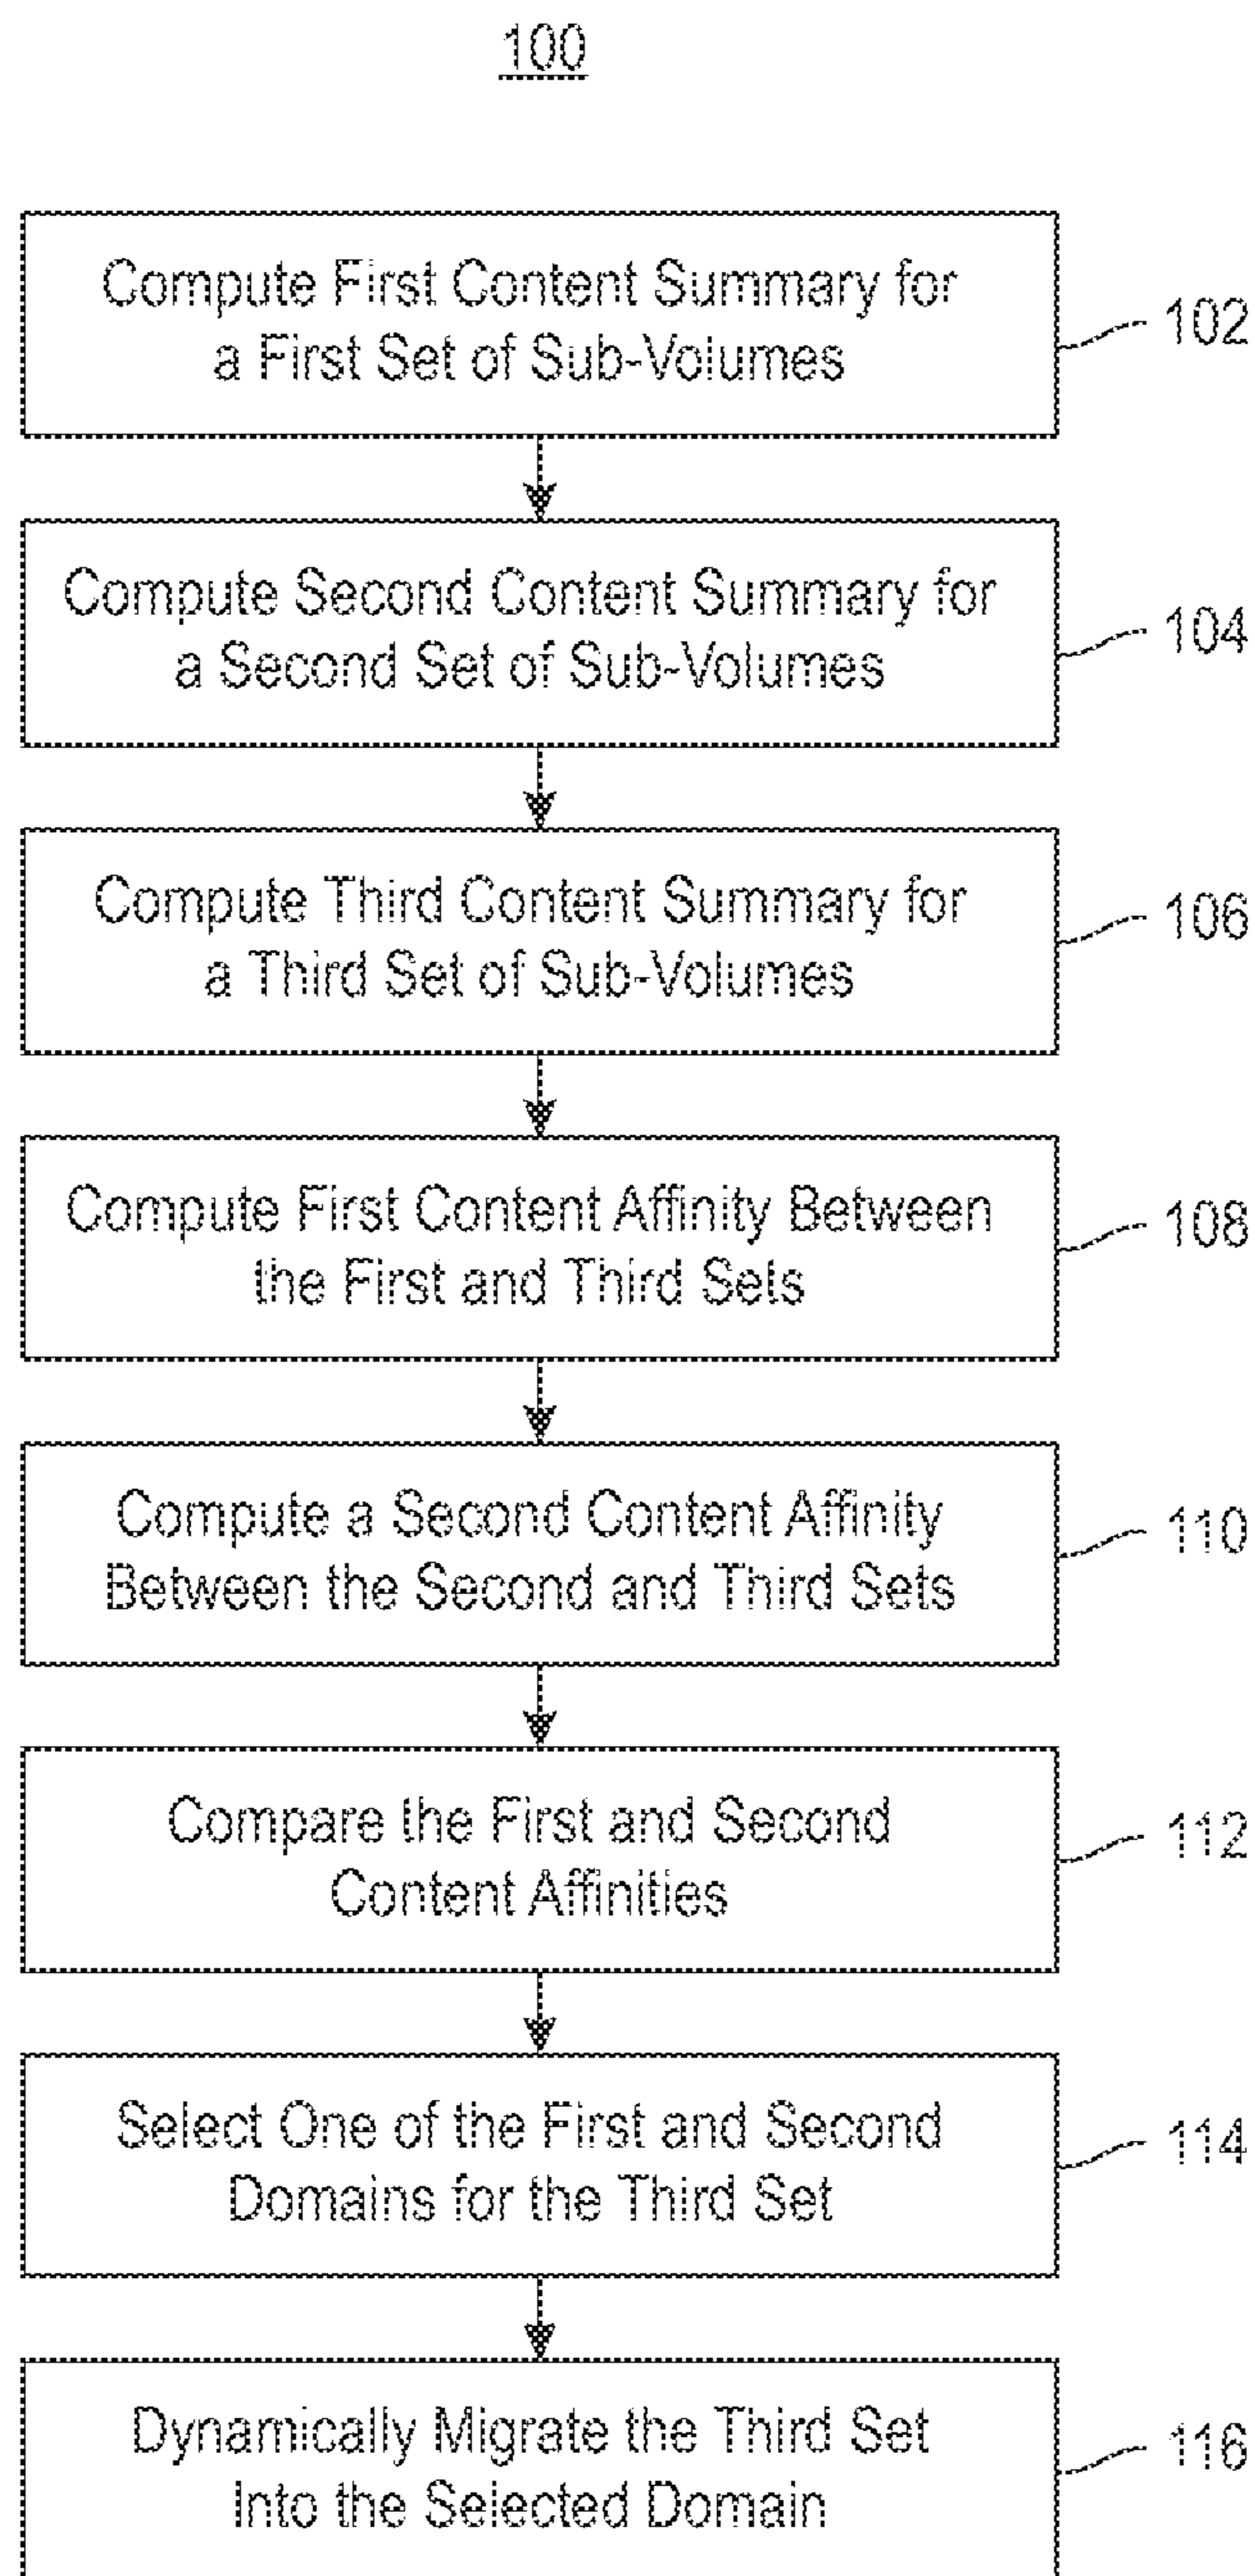 100
Compute First Content Summary for
a First Set of Sub-Volumes
102
Compute Second Content Summary for
a Second Set of Sub-Volumes
104
Compute Third Content Summary for
a Third Set of Sub-Volumes
106
Compute First Content Affinity Between
the First and Third Sets
108
Compute a Second Content Affinity
Between the Second and Third Sets
110
Compare the First and Second
Content Affinities
112
Select One of the First and Second
Domains for the Third Set
114
Dynamically Migrate the Third Set
Into the Selected Domain
116